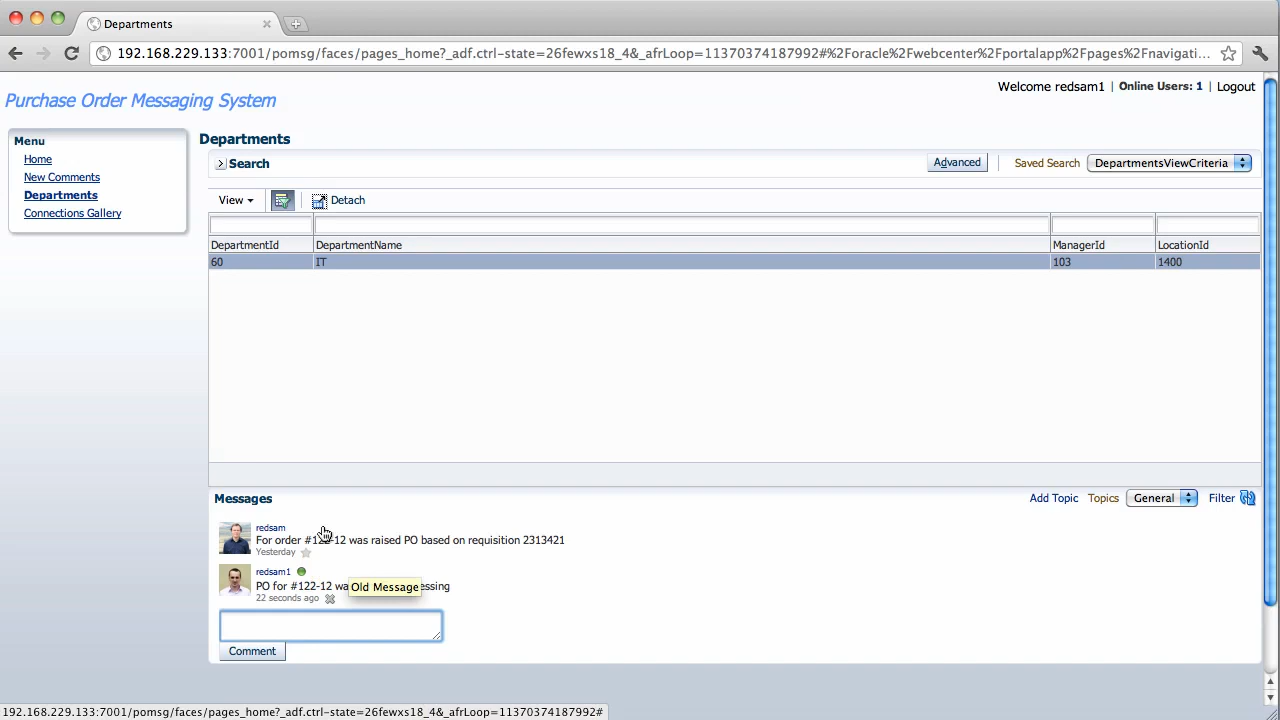 Departments
192.168.229.133:7001/pomsg/faces/pages_home?_adf.ctrl-state=26fewxs18_4&_afrLoop=11370374187992#%2Foracle%2Fwebcenter%2Fportalapp%2Fpages%2Fnavigati...
Welcome redsam1 | Online Users: 1 | Logout
Purchase Order Messaging System
Menu
Home
New Comments
Departments
Connections Gallery
Departments
Search
Advanced
Saved Search
DepartmentsViewCriteria
View
Detach
DepartmentId DepartmentName ManagerId LocationId
60 IT 103 1400
Messages
Add Topic Topics General Filter
redsam
For order #122-12 was raised PO based on requisition 2313421
Yesterday
redsam1
PO for #122-12 essing
Old Message
22 seconds ago
Comment
192.168.229.133:7001/pomsg/faces/pages_home?_adf.ctrl-state=26fewxs18_4&_afrLoop=11370374187992#